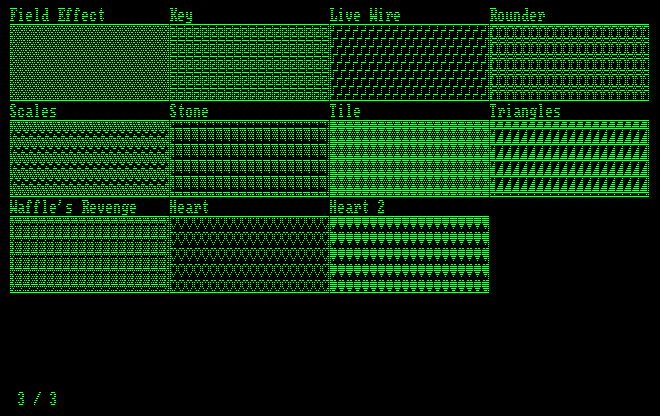 Field Effect Key Live Wire Rounder
Scales Stone Tile Triangles
Waffle's Revenge Heart Heart 2
3 / 3